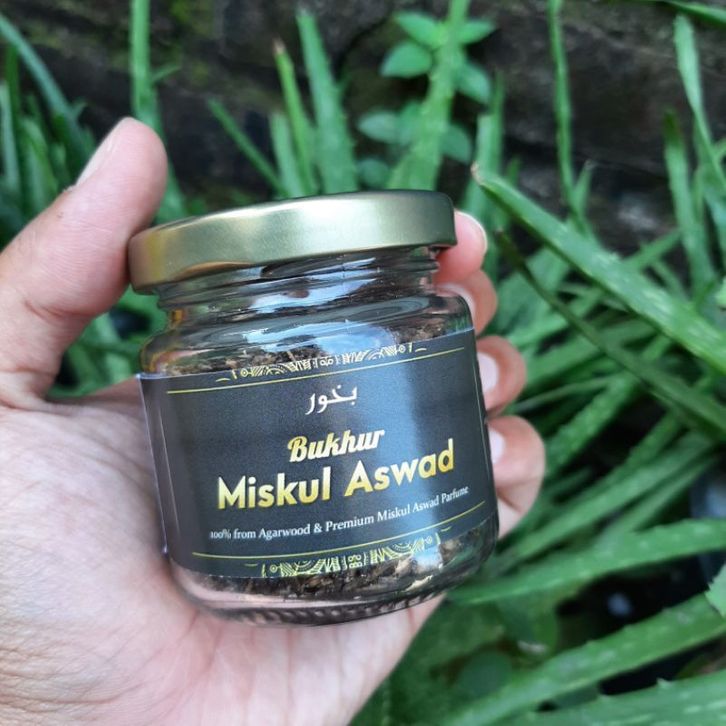 بخور
Bukhur
Miskul Aswad
100% from Agarwood & Premium Miskul Aswad Parfume